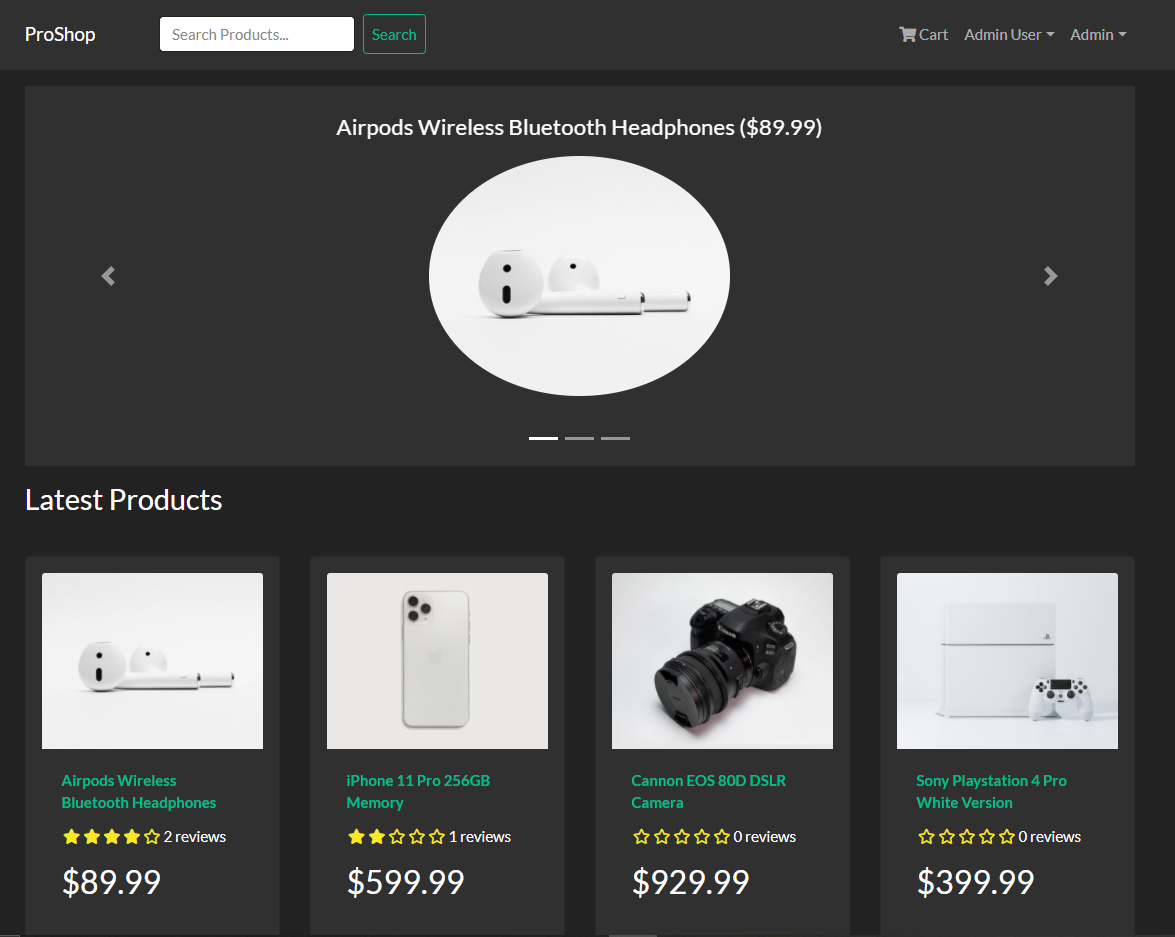 ProShop
Search Products...
Search
Cart
Admin User
Admin
Airpods Wireless Bluetooth Headphones ($89.99)
Latest Products
Airpods Wireless
Bluetooth Headphones
2 reviews
$89.99
iPhone 11 Pro 256GB
Memory
1 reviews
$599.99
Cannon EOS 80D DSLR
Camera
0 reviews
$929.99
Sony Playstation 4 Pro
White Version
0 reviews
$399.99